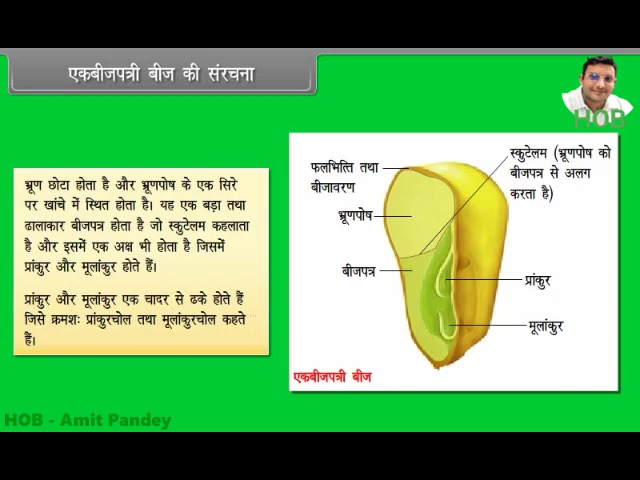 एकबीजपत्री बीज की संरचना
HOB
भ्रूण छोटा होता है और भ्रूणपोष के एक सिरे
पर खांचे में स्थित होता है। यह एक बड़ा तथा
ढालाकार बीजपत्र होता है जो स्कुटेलम कहलाता
है और इसमें एक अक्ष भी होता है जिसमें
प्रांकुर और मूलांकुर होते हैं।
प्रांकुर और मूलांकुर एक चादर से ढके होते हैं
जिसे क्रमशः प्रांकुरचोल तथा मूलांकुरचोल कहते
हैं।
फलभित्ति तथा
बीजावरण
भ्रूणपोष
बीजपत्र
स्कुटेलम (भ्रूणपोष को
बीजपत्र से अलग
करता है)
प्रांकुर
मूलांकुर
एकबीजपत्री बीज
HOB - Amit Pandey